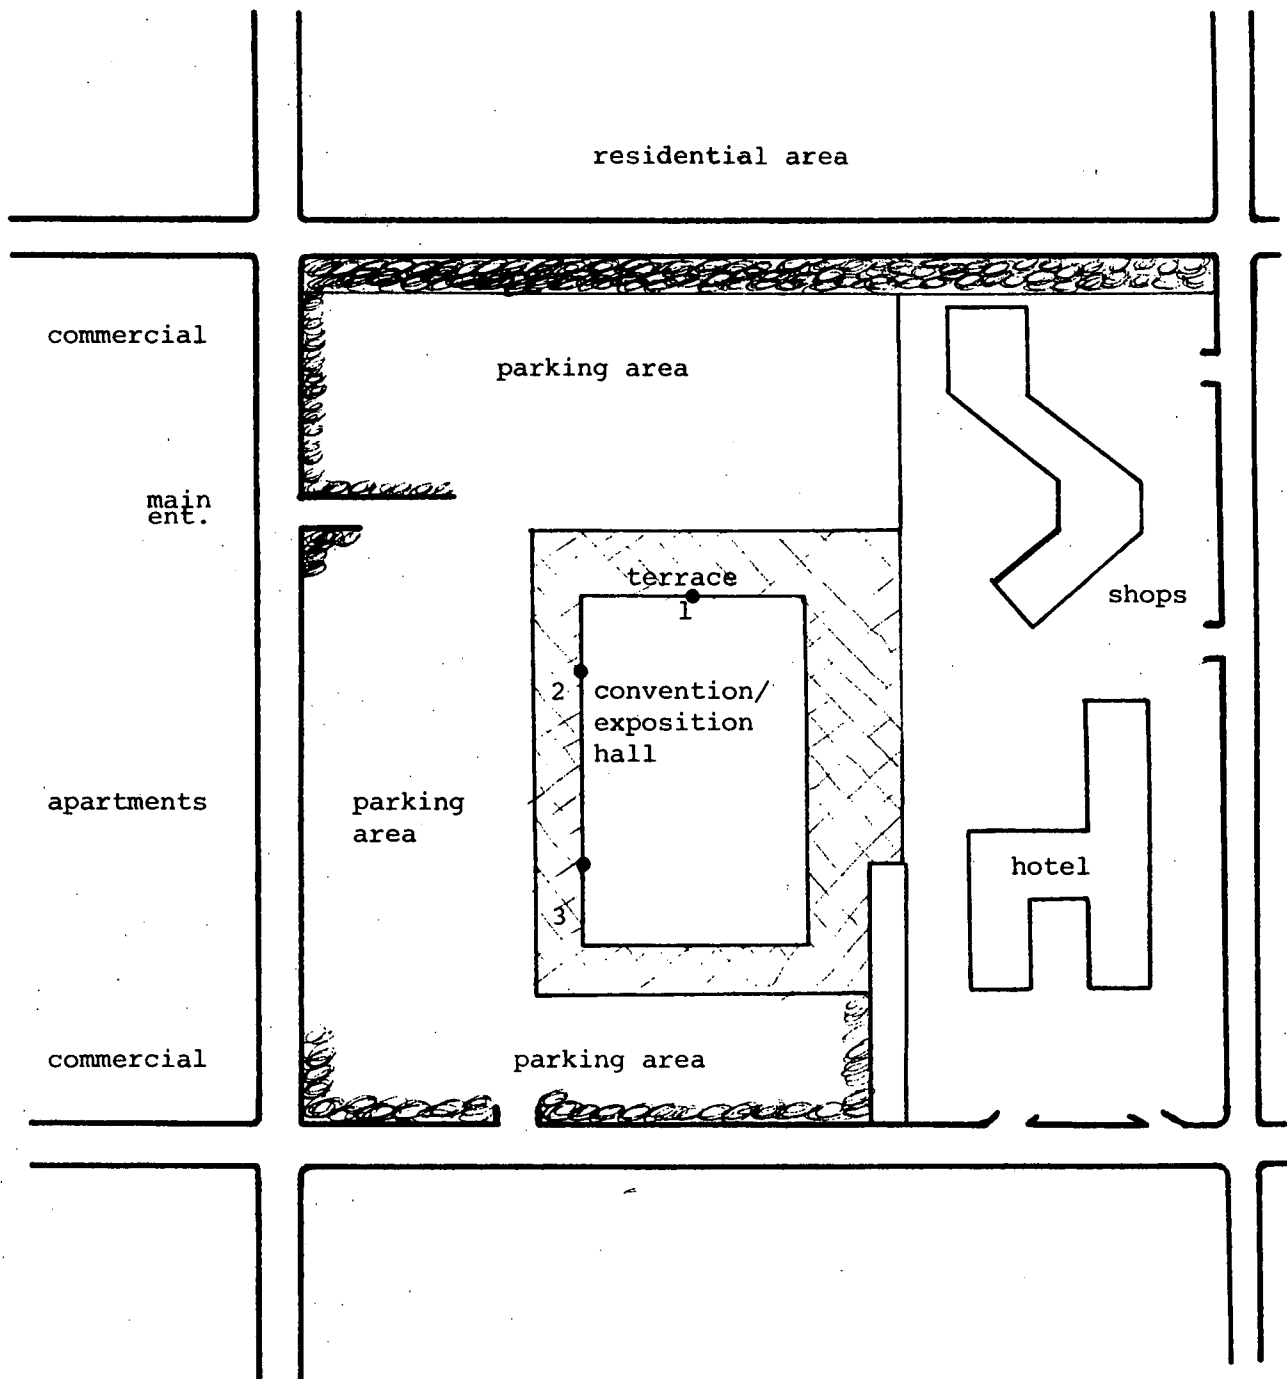 residential area
commercial
parking area
main
ent.
terrace
1
shops
2
convention/
exposition
hall
apartments
parking
area
hotel
3
commercial
parking area